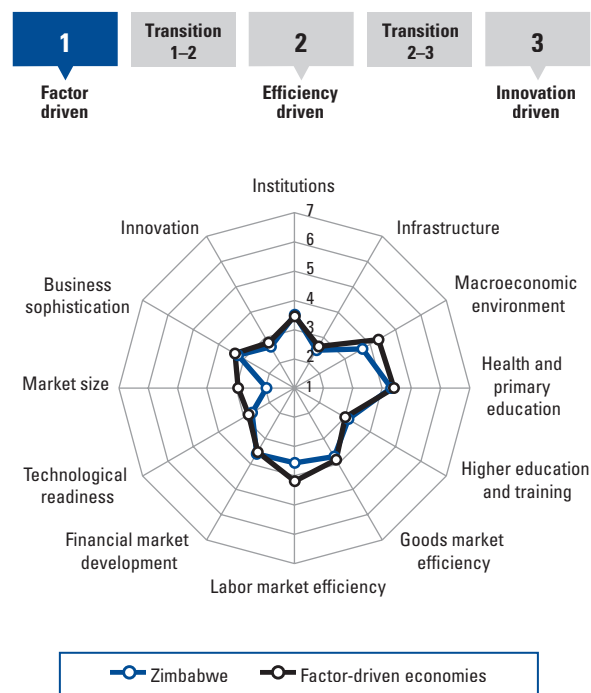 1
Transition
1–2
2
Transition
2–3
3
Factor
driven
Efficiency
driven
Innovation
driven
Institutions
7
Innovation
Infrastructure
6
5
Business
sophistication
Macroeconomic
environment
4
3
2
Market size
1
Health and
primary
education
Technological
readiness
Higher education
and training
Financial market
development
Goods market
efficiency
Labor market efficiency
Zimbabwe
Factor-driven economies